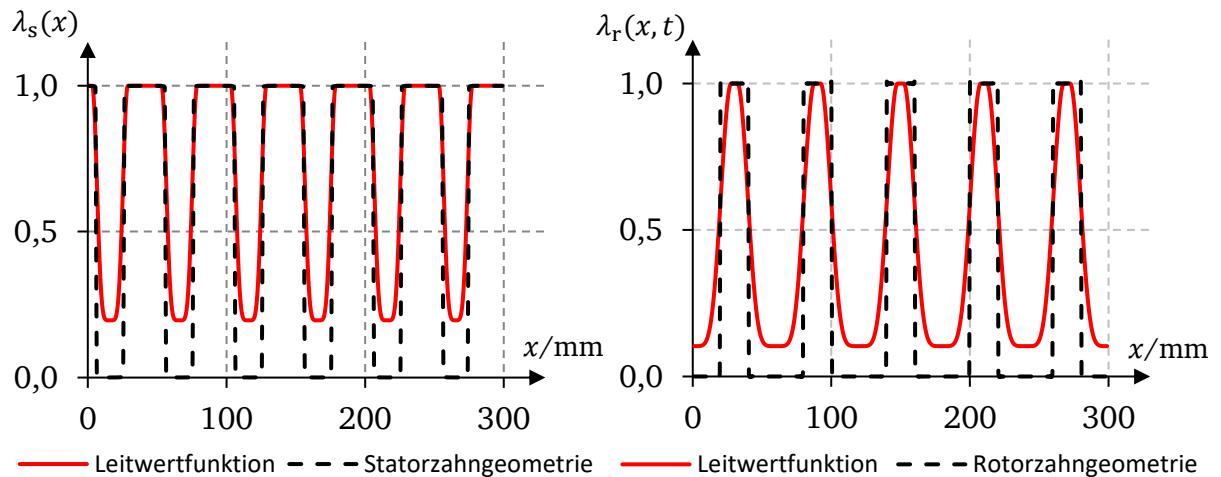 λs(x)
1,0
0,5
0,0
0
100
200
300
x/mm
λr(x, t)
1,0
0,5
0,0
0
100
200
300
x/mm
Leitwertfunktion
Statorzahngeometrie
Leitwertfunktion
Rotorzahngeometrie